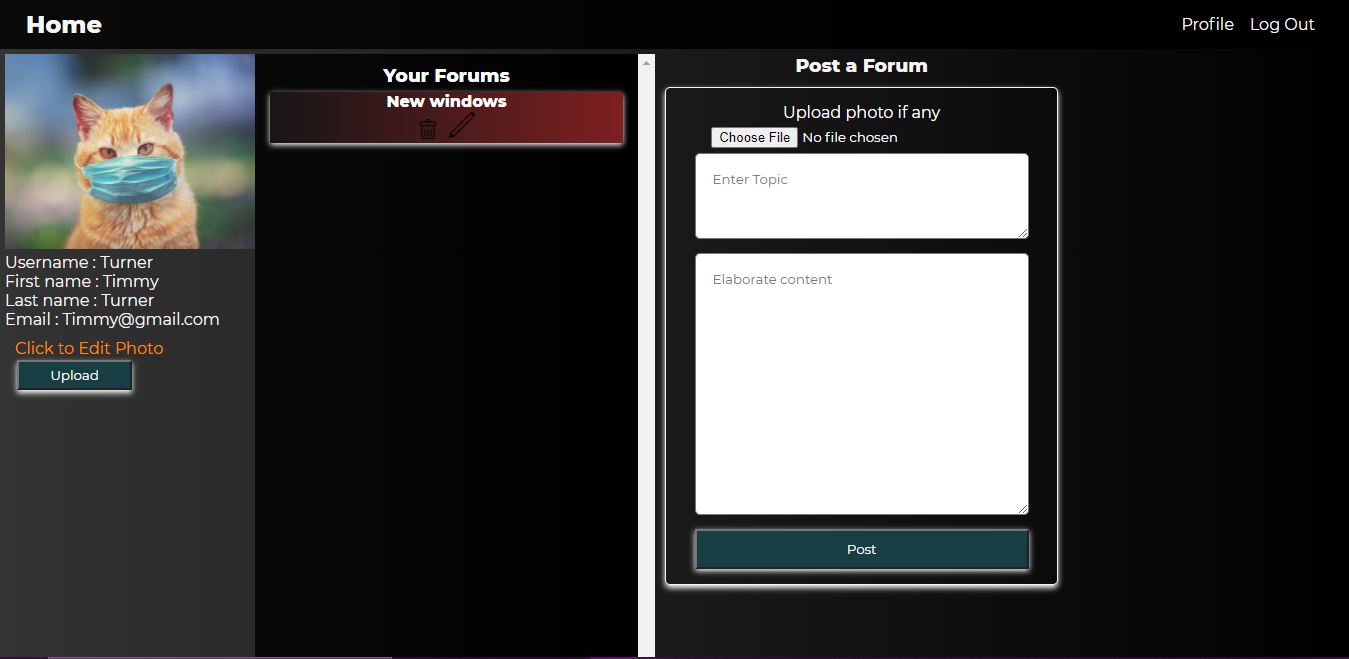 Home
Profile
Log Out
Username : Turner
First name : Timmy
Last name : Turner
Email : Timmy@gmail.com
Click to Edit Photo
Upload
Your Forums
New windows
Post a Forum
Upload photo if any
Choose File No file chosen
Enter Topic
Elaborate content
Post